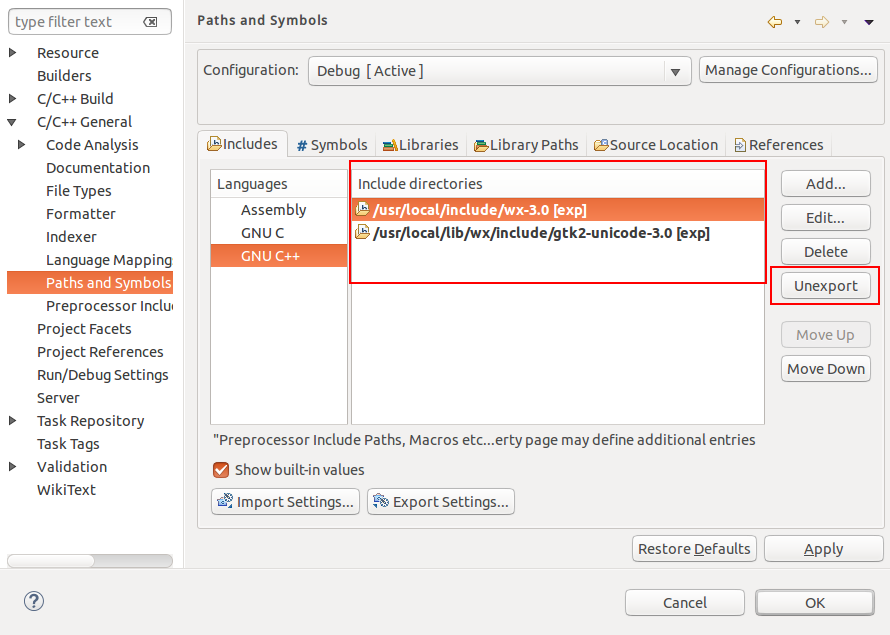 type filter text
Resource
Builders
C/C++ Build
C/C++ General
Code Analysis
Documentation
File Types
Formatter
Indexer
Language Mapping
Paths and Symbols
Preprocessor Inclu
Project Facets
Project References
Run/Debug Settings
Server
Task Repository
Task Tags
Validation
WikiText
Paths and Symbols
Configuration: Debug [ Active ] Manage Configurations...
Includes # Symbols Libraries Library Paths Source Location References
Languages
Assembly
GNU C
GNU C++
Include directories
/usr/local/include/wx-3.0 [exp]
/usr/local/lib/wx/include/gtk2-unicode-3.0 [exp]
Add...
Edit...
Delete
Unexport
Move Up
Move Down
"Preprocessor Include Paths, Macros etc...erty page may define additional entries
Show built-in values
Import Settings... Export Settings...
Restore Defaults Apply
? Cancel OK